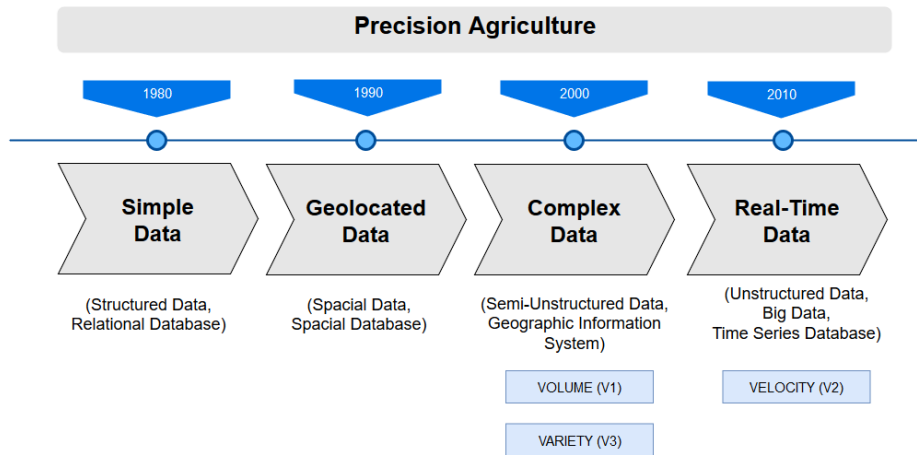 Precision Agriculture
1980
1990
2000
2010
Simple
Data
Geolocated
Data
Complex
Data
Real-Time
Data
(Structured Data,
Relational Database)
(Spacial Data,
Spacial Database)
(Semi-Unstructured Data,
Geographic Information
System)
(Unstructured Data,
Big Data,
Time Series Database)
VOLUME (V1)
VELOCITY (V2)
VARIETY (V3)